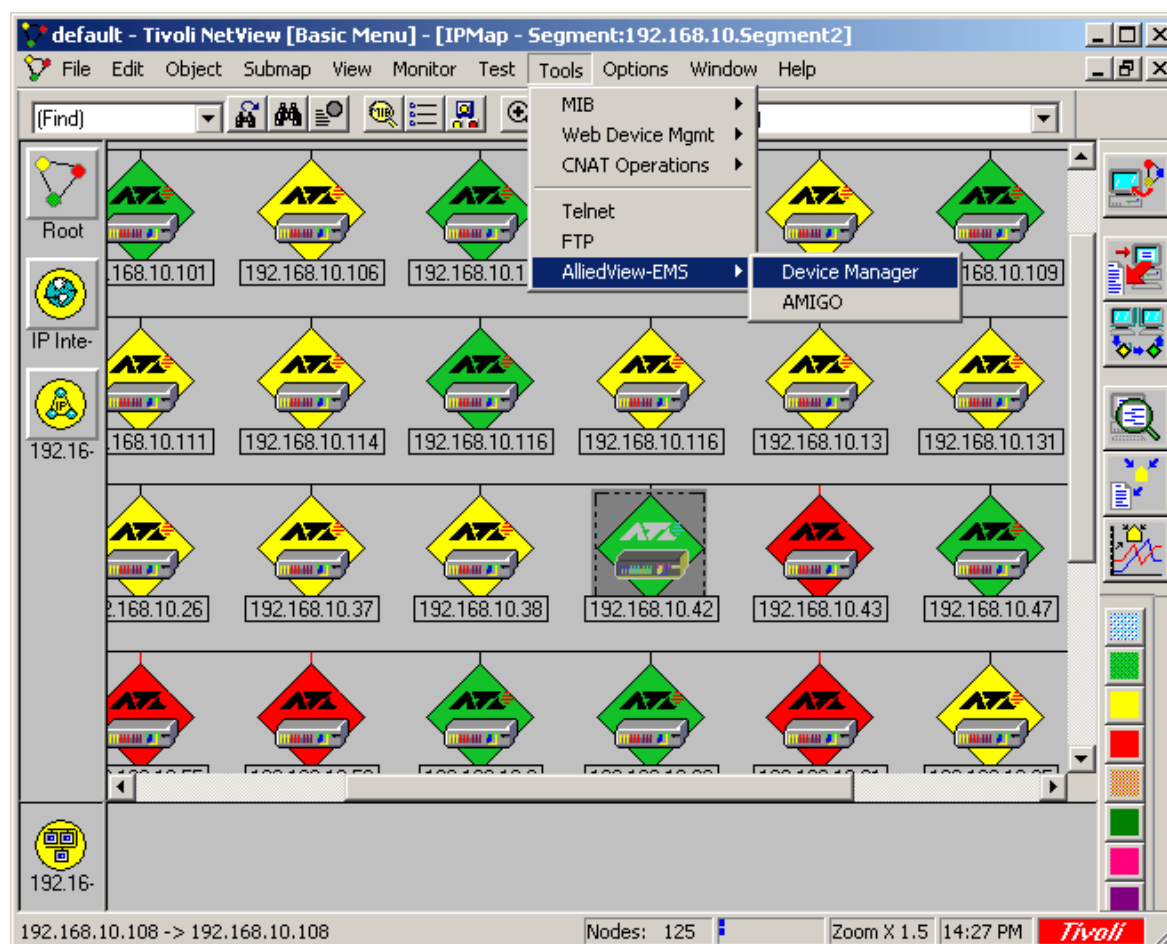 default - Tivoli NetView [Basic Menu] - [IPMap - Segment:192.168.10.Segment2]
File Edit Object Submap View Monitor Test Tools Options Window Help
(Find)
MIB
Web Device Mgmt
CNAT Operations
Telnet
FTP
AlliedView-EMS
Device Manager
AMIGO
Root
IP Inte-
192.16-
.168.10.101 192.168.10.106 192.168.10.1 168.10.109
.168.10.111 192.168.10.114 192.168.10.116 192.168.10.116 192.168.10.13 192.168.10.131
2.168.10.26 192.168.10.37 192.168.10.38 192.168.10.42 192.168.10.43 192.168.10.47
192.16-
192.168.10.108 -> 192.168.10.108 Nodes: 125 Zoom X 1.5 14:27 PM Tivoli